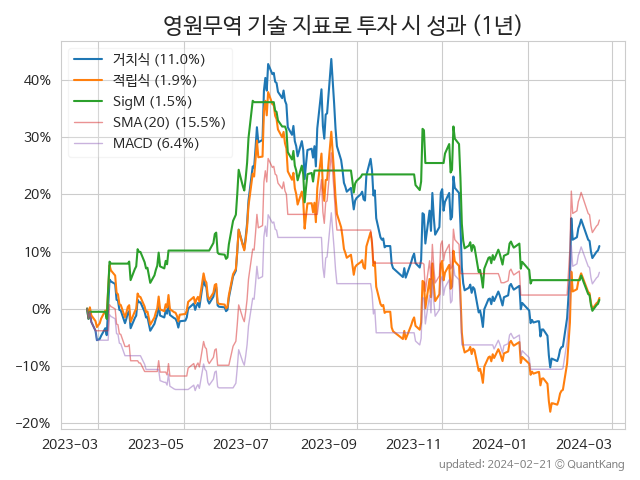 영원무역 기술 지표로 투자 시 성과 (1년)
거치식 (11.0%)
적립식 (1.9%)
SigM (1.5%)
SMA(20) (15.5%)
MACD (6.4%)
40%
30%
20%
10%
0%
−10%
−20%
2023−03 2023−05 2023−07 2023−09 2023−11 2024−01 2024−03
updated: 2024−02−21 ⓒ QuantKang